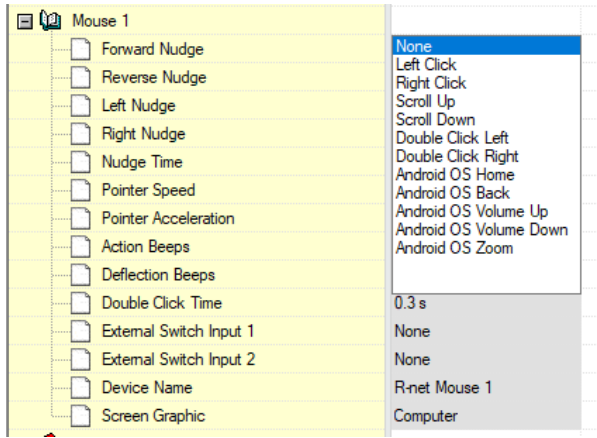 Mouse 1
Forward Nudge
Reverse Nudge
Left Nudge
Right Nudge
Nudge Time
Pointer Speed
Pointer Acceleration
Action Beeps
Deflection Beeps
None
Left Click
Right Click
Scroll Up
Scroll Down
Double Click Left
Double Click Right
Android OS Home
Android OS Back
Android OS Volume Up
Android OS Volume Down
Android OS Zoom
Double Click Time 0.3 s
External Switch Input 1 None
External Switch Input 2 None
Device Name R-net Mouse 1
Screen Graphic Computer